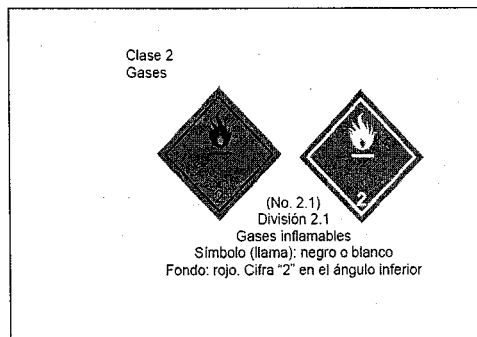 Clase 2
Gases
2
2
(No. 2.1)
División 2.1
Gases inflamables
Símbolo (llama): negro o blanco
Fondo: rojo. Cifra “2” en el ángulo inferior